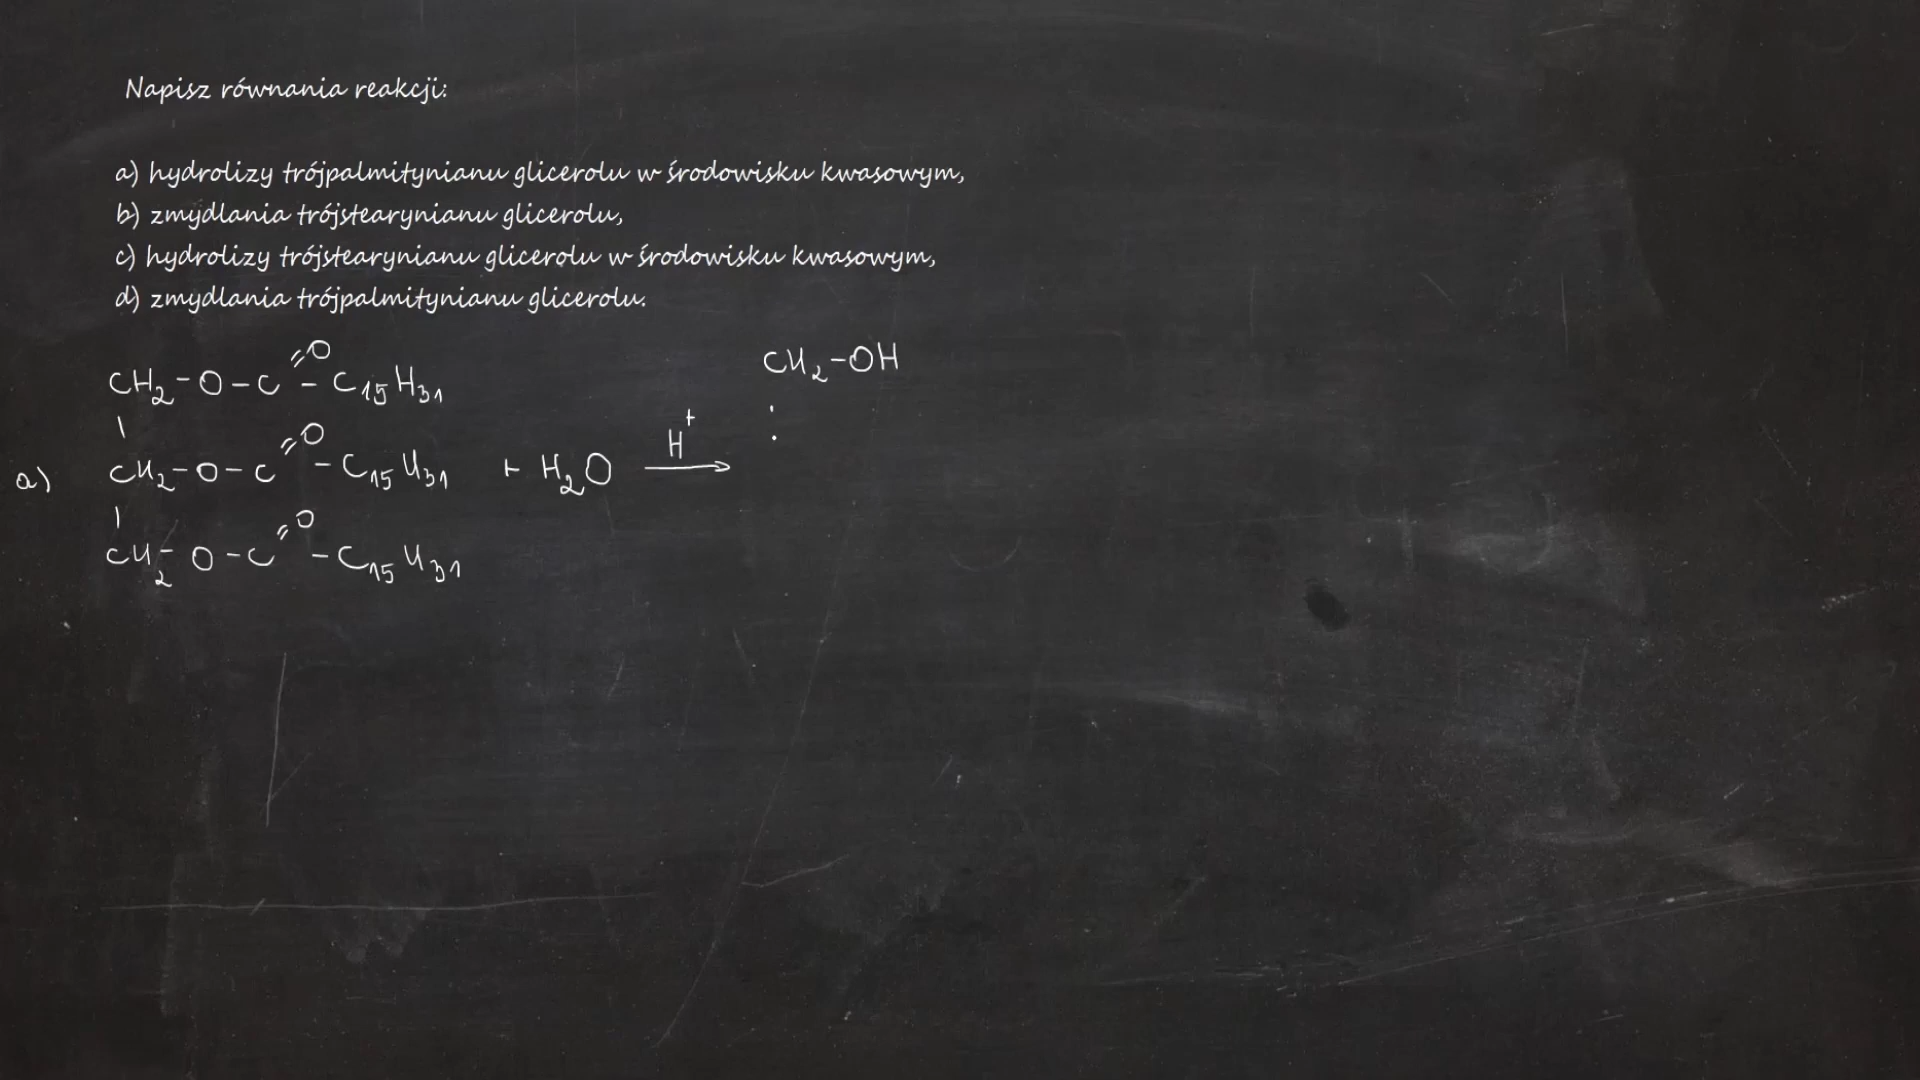 Napisz równania reakcji:
a) hydrolizy trójpalmitynianu glicerolu w środowisku kwasowym,
b) zmydlania trójstearynianu glicerolu,
c) hydrolizy trójstearynianu glicerolu w środowisku kwasowym,
d) zmydlania trójpalmitynianu glicerolu.
=O
CH₂-O-C-C₁₅H₃₁
CH₂-OH
=O
a) CH₂-O-C-C₁₅H₃₁ + H₂O H⁺ →
=O
CH₂-O-C-C₁₅H₃₁